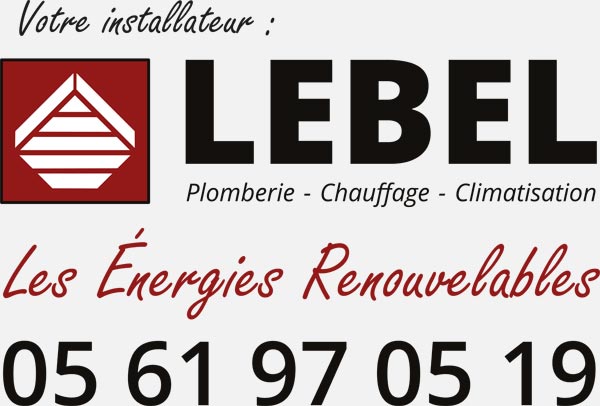 Votre installateur :
LEBEL
Plomberie - Chauffage - Climatisation
Les Énergies Renouvelables
05 61 97 05 19